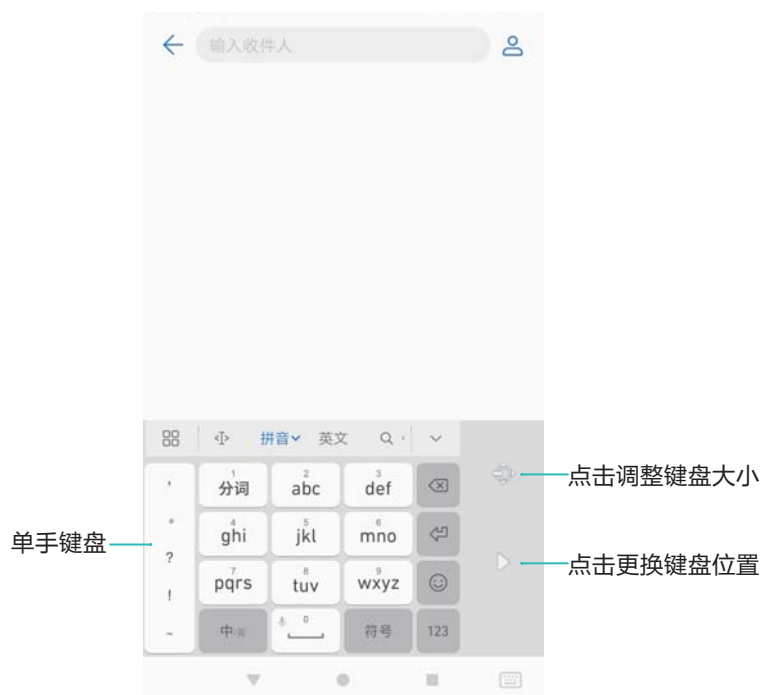 输入收件人
拼音 英文
, 1 分词 2 abc 3 def
点击调整键盘大小
单手键盘
。 4 ghi 5 jkl 6 mno
? 7 pqrs 8 tuv 9 wxyz
点击更换键盘位置
!
~ 中/英 0 符号 123